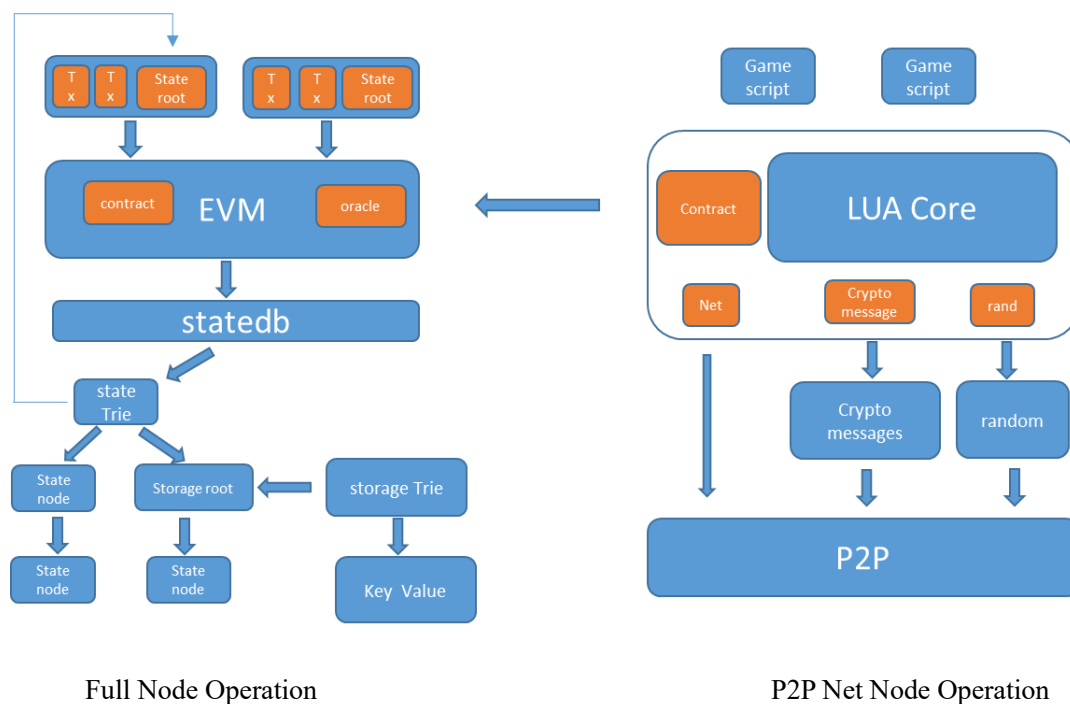 T
x
T
x
State
root
T
x
T
x
State
root
contract
EVM
oracle
statedb
state
Trie
State
node
Storage root
storage Trie
State
node
State
node
Key Value
Full Node Operation
Game
script
Game
script
Contract
LUA Core
Net
Crypto
message
rand
Crypto
messages
random
P2P
P2P Net Node Operation